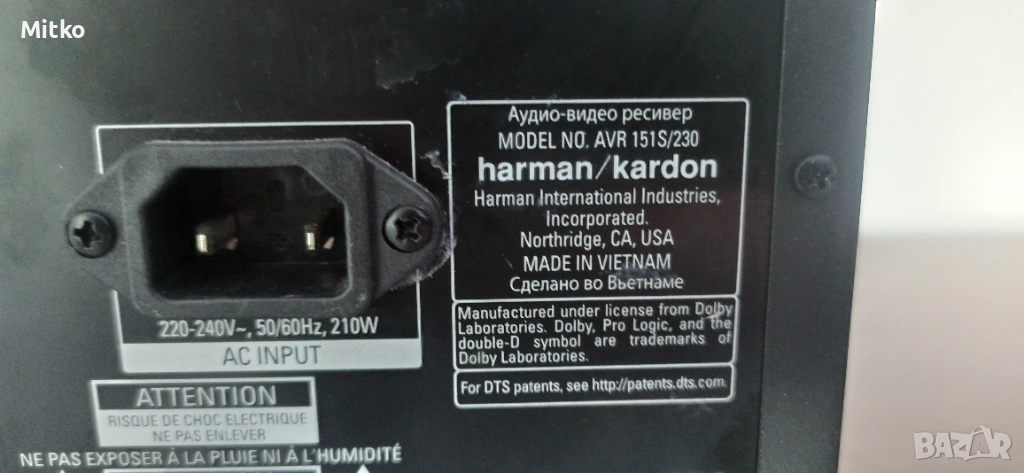 Mitko
Аудио-видео ресивер
MODEL NO. AVR 151S/230
harman/kardon
Harman International Industries,
Incorporated.
Northridge, CA, USA
MADE IN VIETNAM
Сделано во Вьетнаме
Manufactured under license from Dolby
Laboratories. Dolby, Pro Logic, and the
double-D symbol are trademarks of
Dolby Laboratories.
For DTS patents, see http://patents.dts.com.
220-240V~, 50/60Hz, 210W
AC INPUT
ATTENTION
RISQUE DE CHOC ELECTRIQUE
NE PAS ENLEVER
NE PAS EXPOSER À LA PLUIE NI À L'HUMIDITÉ
BAZAR